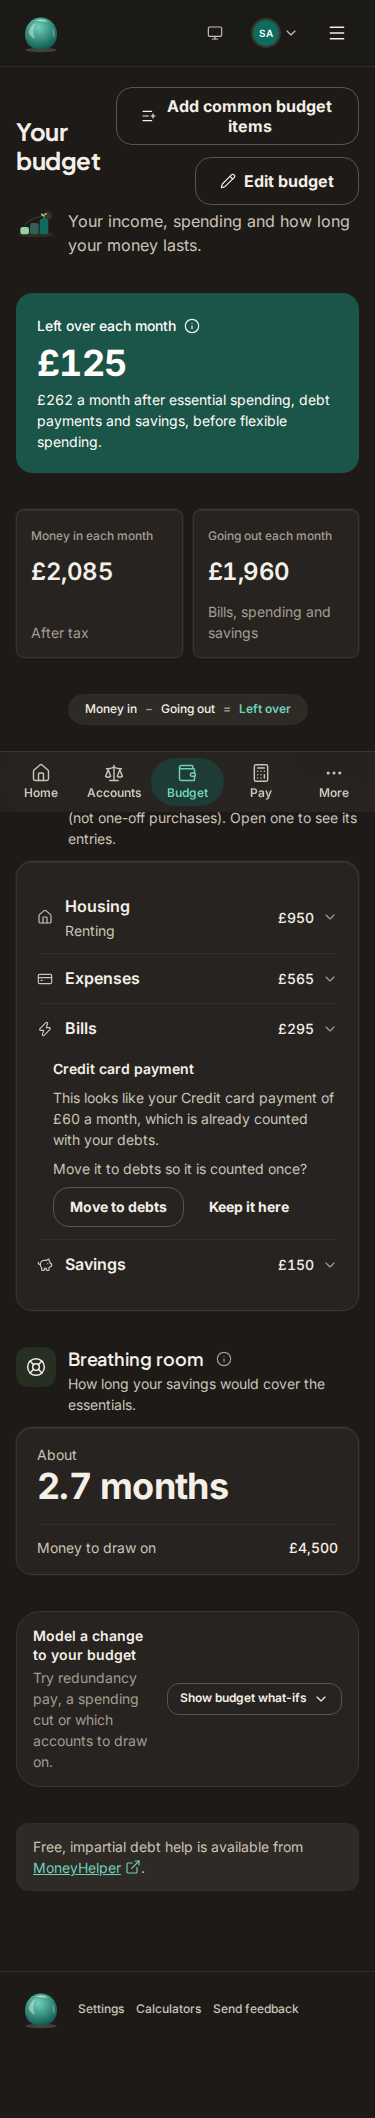 SA
Your
budget
Add common budget
items
Edit budget
Your income, spending and how long
your money lasts.
Left over each month
£125
£262 a month after essential spending, debt
payments and savings, before flexible
spending.
Money in each month
£2,085
After tax
Going out each month
£1,960
Bills, spending and
savings
Money in − Going out = Left over
Home Accounts Budget Pay More
(not one-off purchases). Open one to see its
entries.
Housing £950
Renting
Expenses £565
Bills £295
Credit card payment
This looks like your Credit card payment of
£60 a month, which is already counted
with your debts.
Move it to debts so it is counted once?
Move to debts Keep it here
Savings £150
Breathing room
How long your savings would cover the
essentials.
About
2.7 months
Money to draw on £4,500
Model a change
to your budget
Try redundancy
pay, a spending
cut or which
accounts to draw
on.
Show budget what-ifs
Free, impartial debt help is available from
MoneyHelper .
Settings Calculators Send feedback